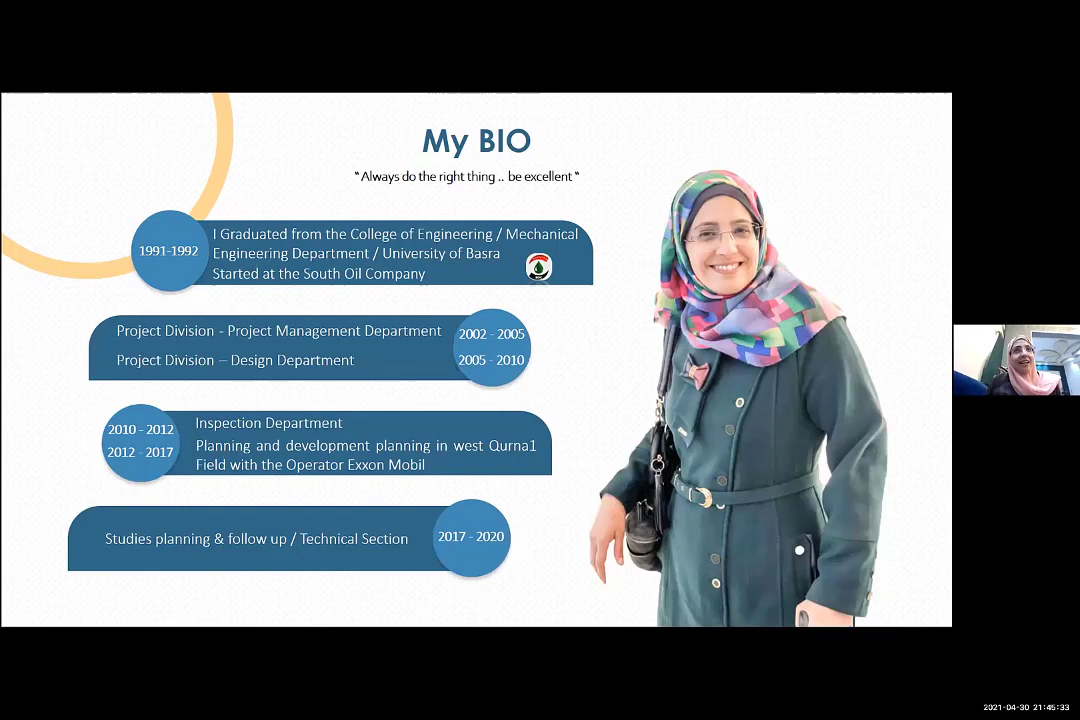 My BIO
“Always do the right thing .. be excellent “
1991-1992
I Graduated from the College of Engineering / Mechanical
Engineering Department / University of Basra
Started at the South Oil Company
Project Division - Project Management Department
2002 - 2005
Project Division – Design Department
2005 - 2010
2010 - 2012
Inspection Department
2012 - 2017
Planning and development planning in west Qurna1
Field with the Operator Exxon Mobil
Studies planning & follow up / Technical Section
2017 - 2020
2021-04-30 21:45:33